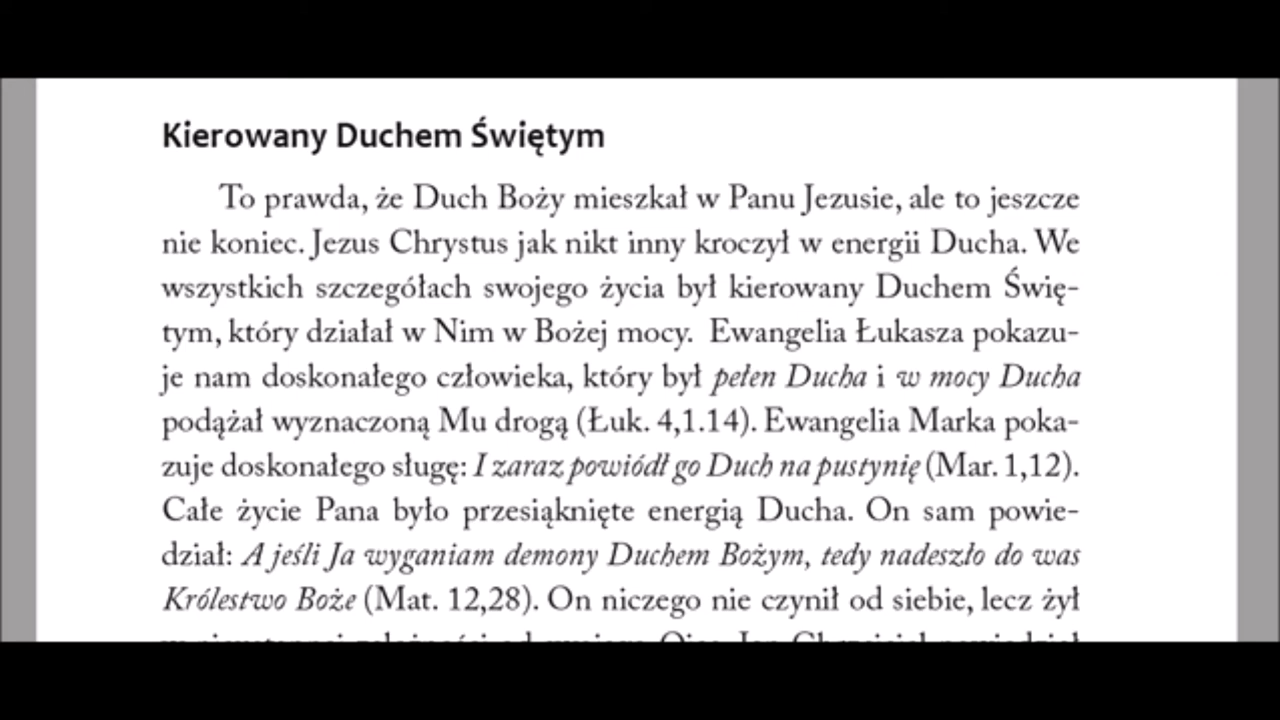 Kierowany Duchem Świętym
To prawda, że Duch Boży mieszkał w Panu Jezusie, ale to jeszcze
nie koniec. Jezus Chrystus jak nikt inny kroczył w energii Ducha. We
wszystkich szczegółach swojego życia był kierowany Duchem Świę-
tym, który działał w Nim w Bożej mocy. Ewangelia Łukasza pokazu-
je nam doskonałego człowieka, który był pełen Ducha i w mocy Ducha
podążał wyznaczoną Mu drogą (Łuk. 4,1.14). Ewangelia Marka poka-
zuje doskonałego sługę: I zaraz powiódł go Duch na pustynię (Mar. 1,12).
Całe życie Pana było przesiąknięte energią Ducha. On sam powie-
dział: A jeśli Ja wyganiam demony Duchem Bożym, tedy nadeszło do was
Królestwo Boże (Mat. 12,28). On niczego nie czynił od siebie, lecz żył